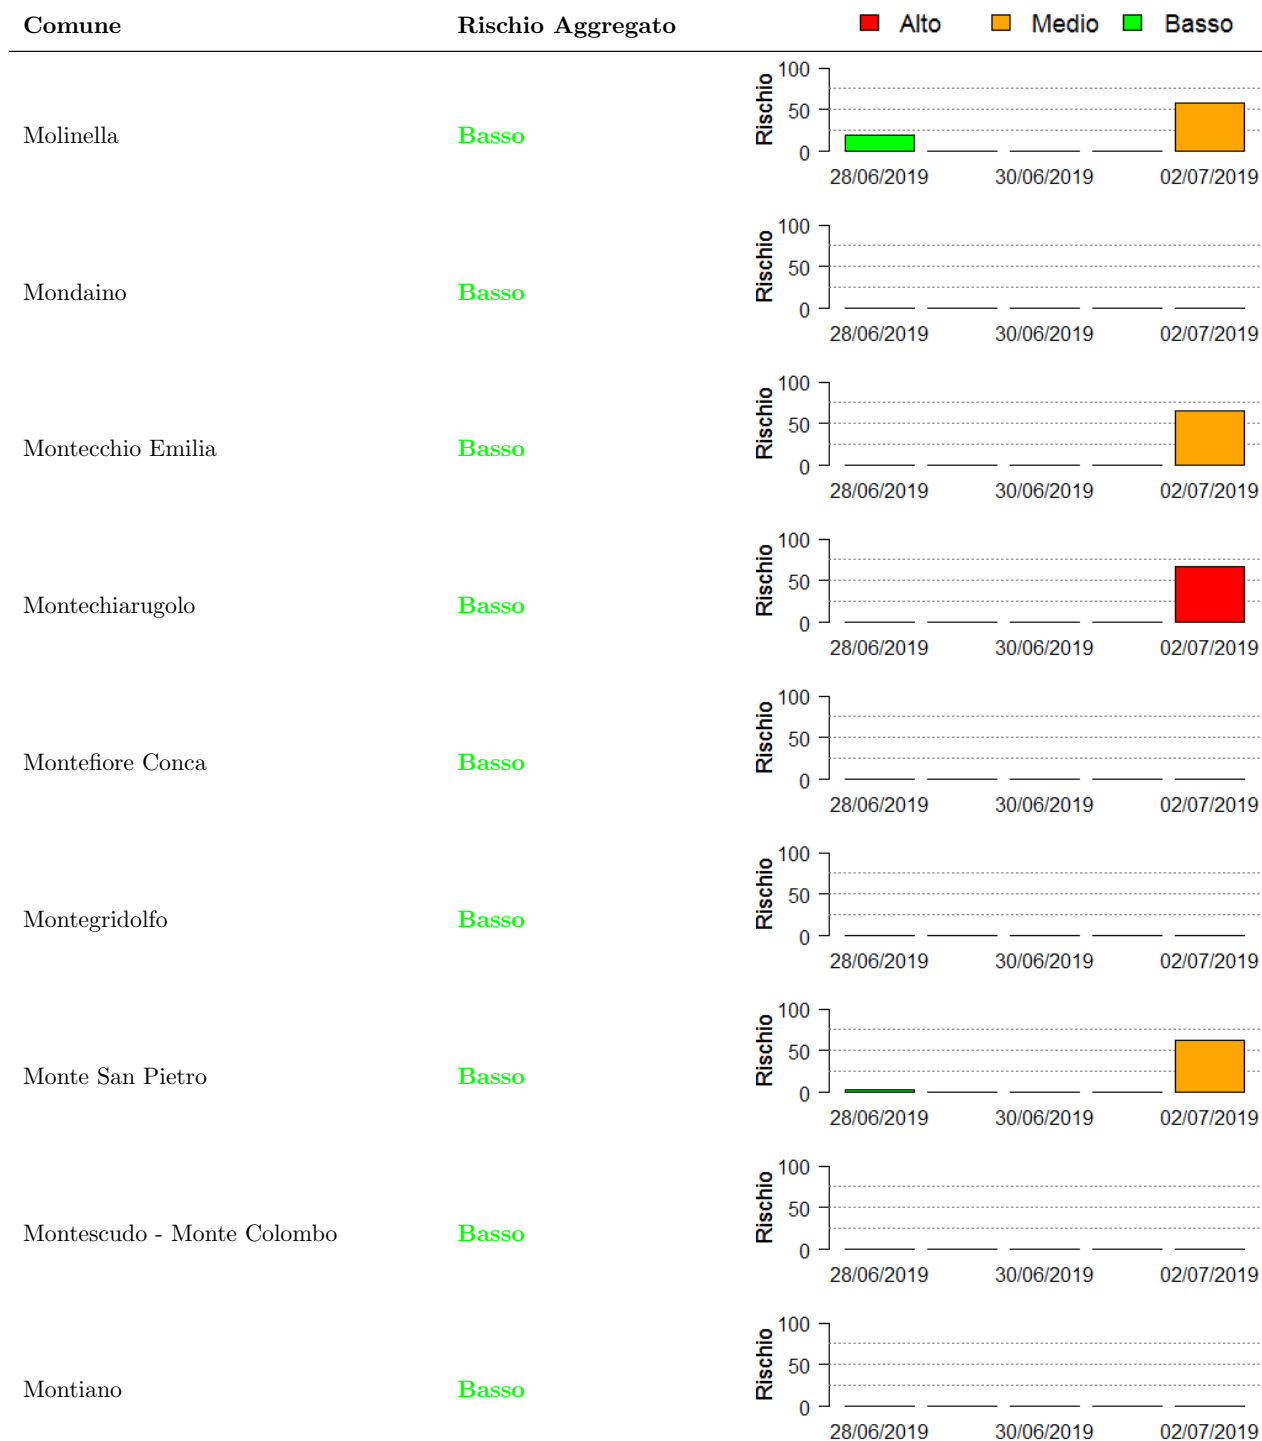 Comune Rischio Aggregato Alto Medio Basso
100
50
0
Rischio
Molinella Basso
28/06/2019 30/06/2019 02/07/2019
100
50
0
Rischio
Mondaino Basso
28/06/2019 30/06/2019 02/07/2019
100
50
0
Rischio
Montecchio Emilia Basso
28/06/2019 30/06/2019 02/07/2019
100
50
0
Rischio
Montechiarugolo Basso
28/06/2019 30/06/2019 02/07/2019
100
50
0
Rischio
Montefiore Conca Basso
28/06/2019 30/06/2019 02/07/2019
100
50
0
Rischio
Montegridolfo Basso
28/06/2019 30/06/2019 02/07/2019
100
50
0
Rischio
Monte San Pietro Basso
28/06/2019 30/06/2019 02/07/2019
100
50
0
Rischio
Montescudo - Monte Colombo Basso
28/06/2019 30/06/2019 02/07/2019
100
50
0
Rischio
Montiano Basso
28/06/2019 30/06/2019 02/07/2019